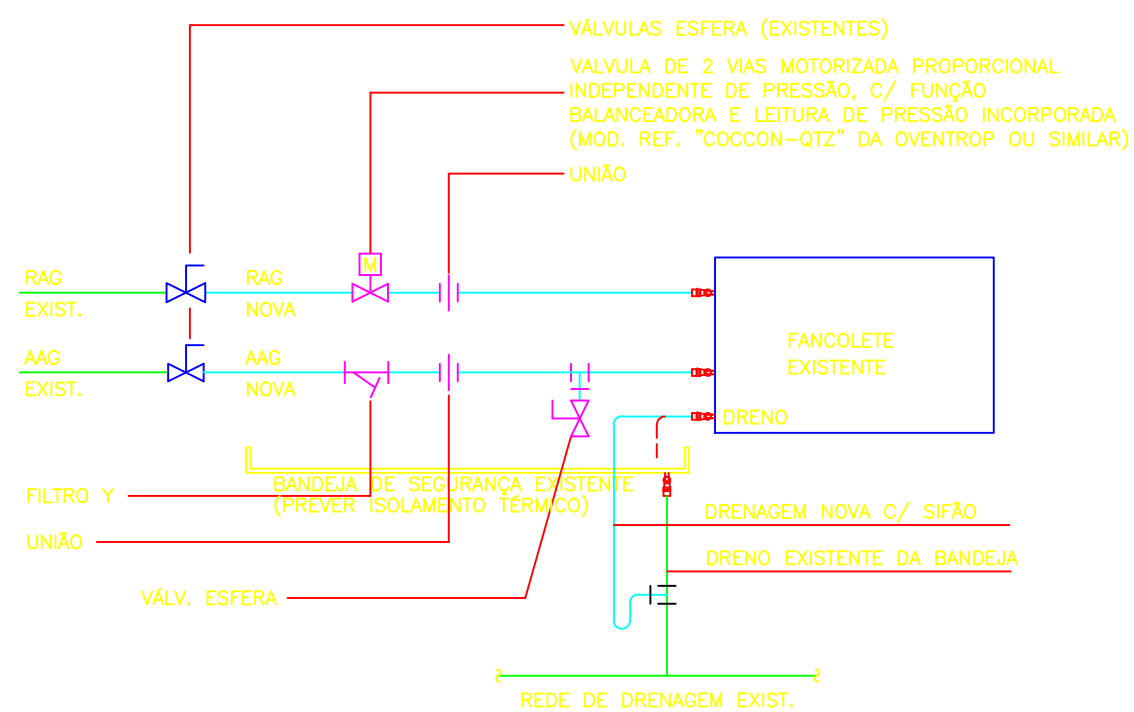 VÁLVULAS ESFERA (EXISTENTES)
VALVULA DE 2 VIAS MOTORIZADA PROPORCIONAL
INDEPENDENTE DE PRESSÃO, C/ FUNÇÃO
BALANCEADORA E LEITURA DE PRESSÃO INCORPORADA
(MOD. REF. "COCCON-QTZ" DA OVENTROP OU SIMILAR)
UNIÃO
M
RAG
EXIST.
RAG
NOVA
AAG
EXIST.
AAG
NOVA
FANCOLETE
EXISTENTE
DRENO
BANDEJA DE SEGURANÇA EXISTENTE
(PREVER ISOLAMENTO TÉRMICO)
FILTRO Y
UNIÃO
VÁLV. ESFERA
DRENAGEM NOVA C/ SIFÃO
DRENO EXISTENTE DA BANDEJA
REDE DE DRENAGEM EXIST.